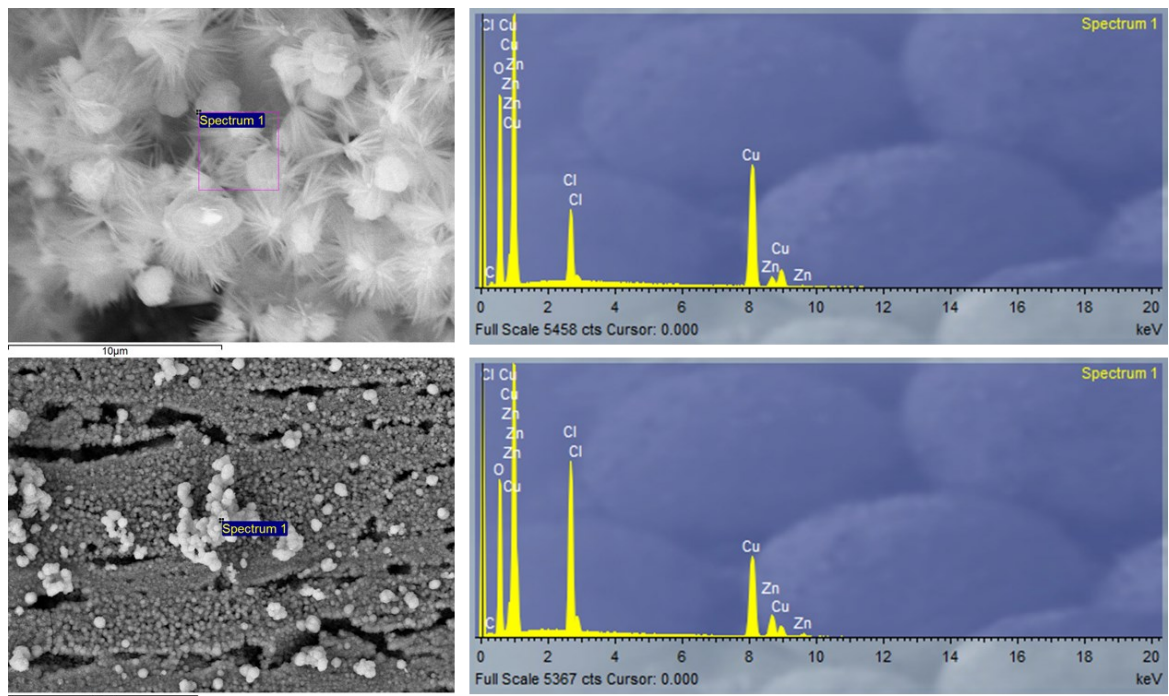 Spectrum 1
10µm
Spectrum 1
Cl Cu
Cu
O Zn
Zn
Zn
Cu
C
Cl
Cl
Cu
Cu
Zn
Zn
0 2 4 6 8 10 12 14 16 18 20
Full Scale 5458 cts Cursor: 0.000 keV
Spectrum 1
Spectrum 1
Cl Cu
Cu
Zn
Zn
Zn
O
Cu
C
Cl
Cl
Cu
Zn
Cu
Zn
0 2 4 6 8 10 12 14 16 18 20
Full Scale 5367 cts Cursor: 0.000 keV